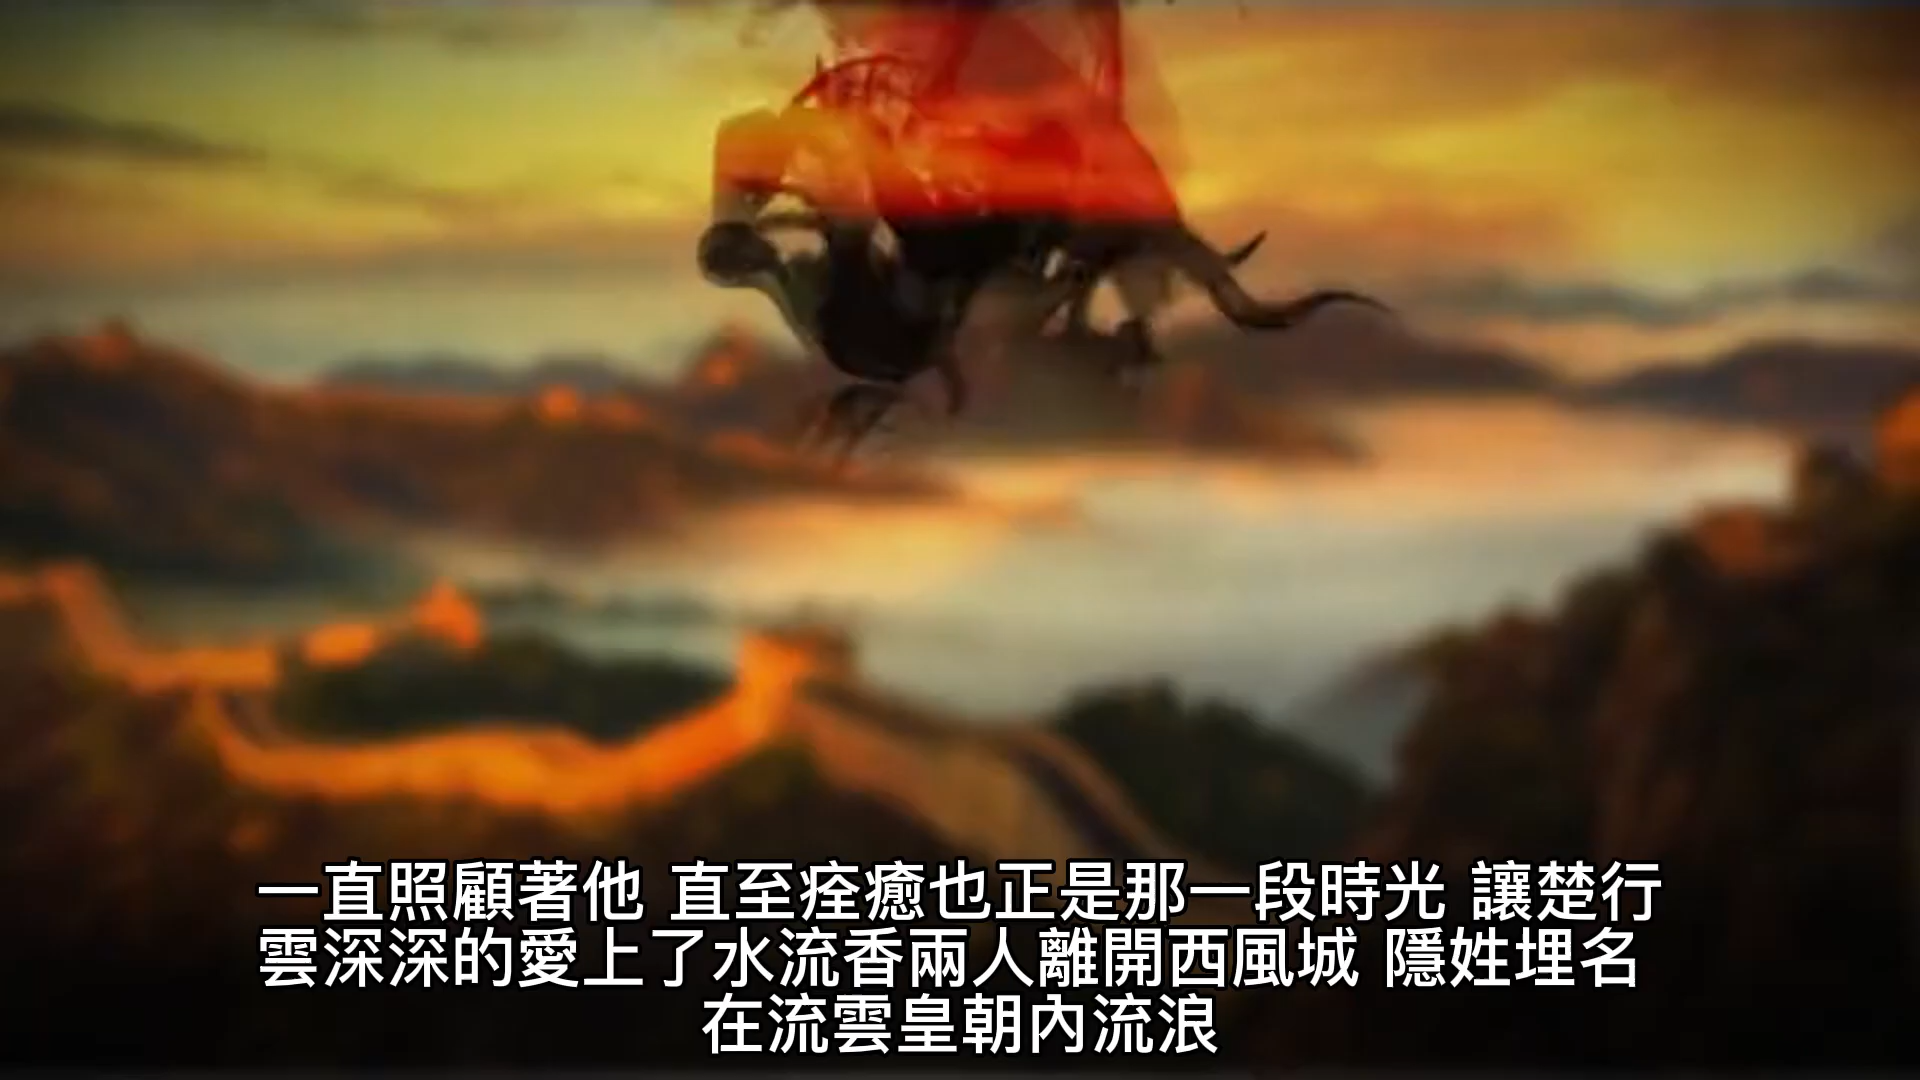 一直照顧著他 直至痊癒也正是那一段時光 讓楚行
雲深深的愛上了水流香兩人離開西風城 隱姓埋名
在流雲皇朝內流浪